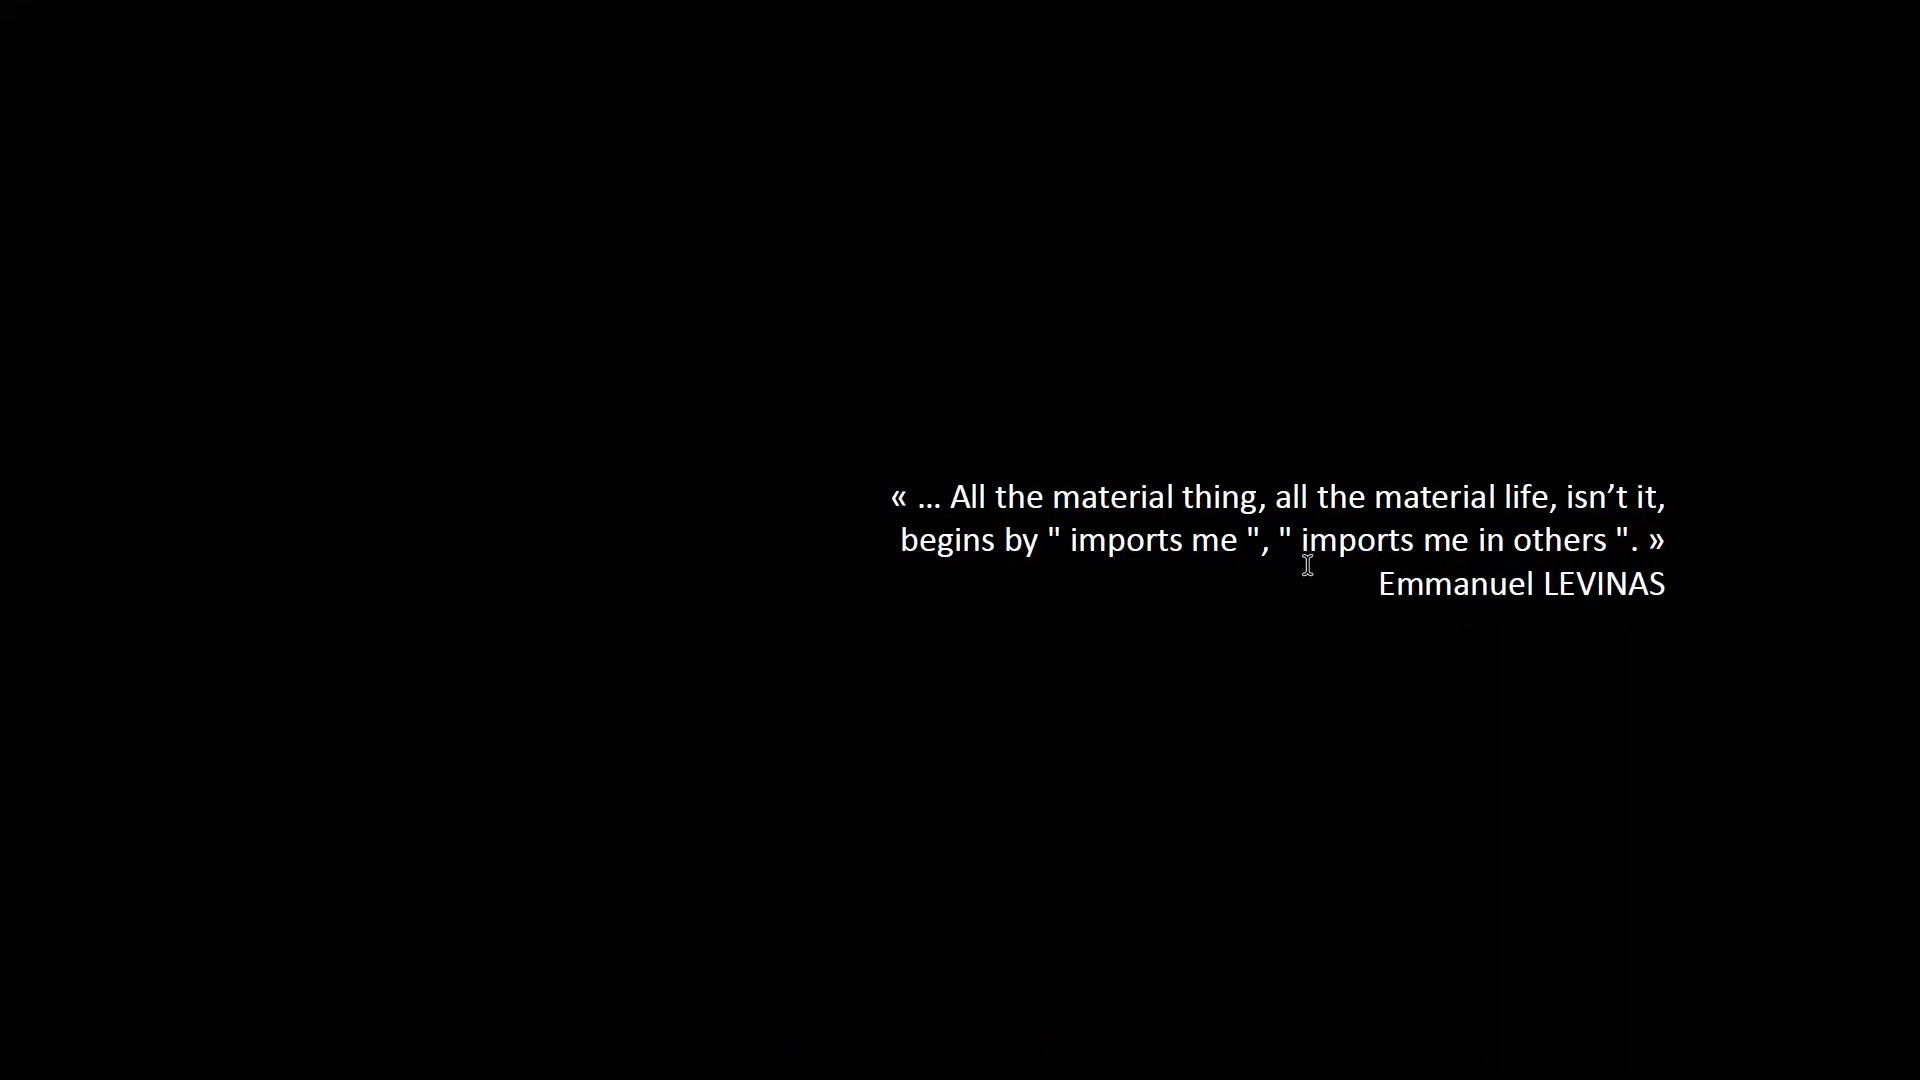 « ... All the material thing, all the material life, isn’t it,
begins by " imports me ", " imports me in others ". »
Emmanuel LEVINAS